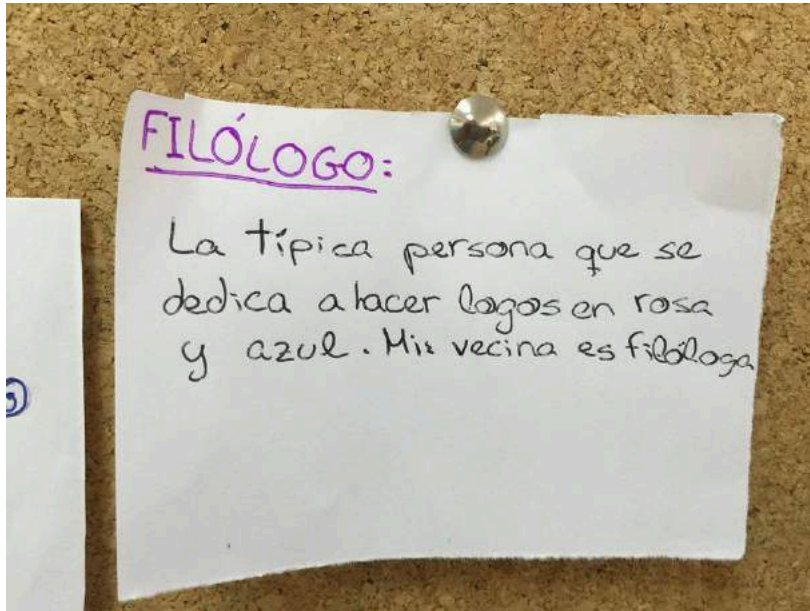 FILÓLOGO:
La típica persona que se
dedica a hacer logos en rosa
y azul. Mi vecina es filóloga